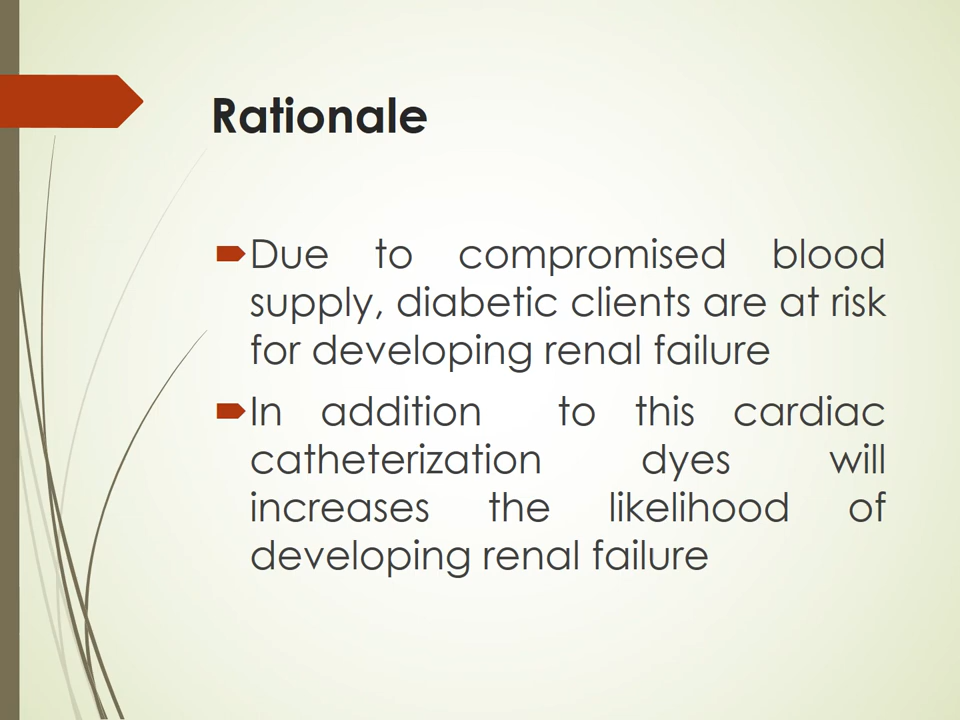 Rationale
Due to compromised blood
supply, diabetic clients are at risk
for developing renal failure
In addition to this cardiac
catheterization dyes will
increases the likelihood of
developing renal failure